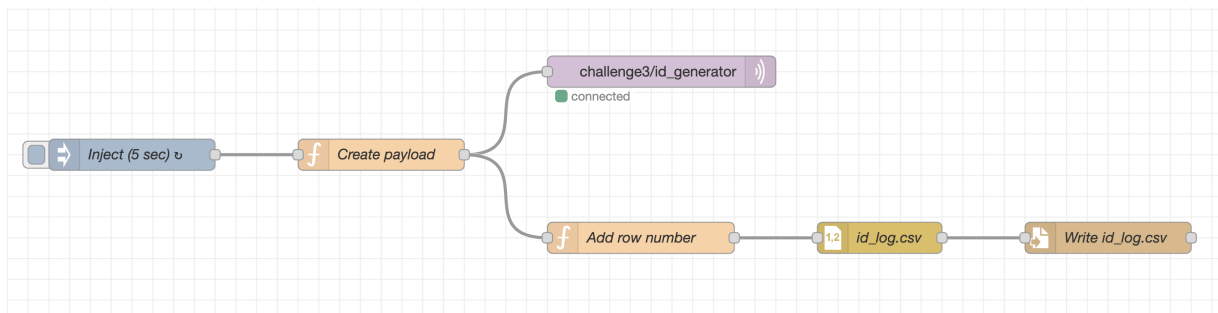 challenge3/id_generator
connected
Inject (5 sec) ↻
Create payload
Add row number
1,2
id_log.csv
Write id_log.csv